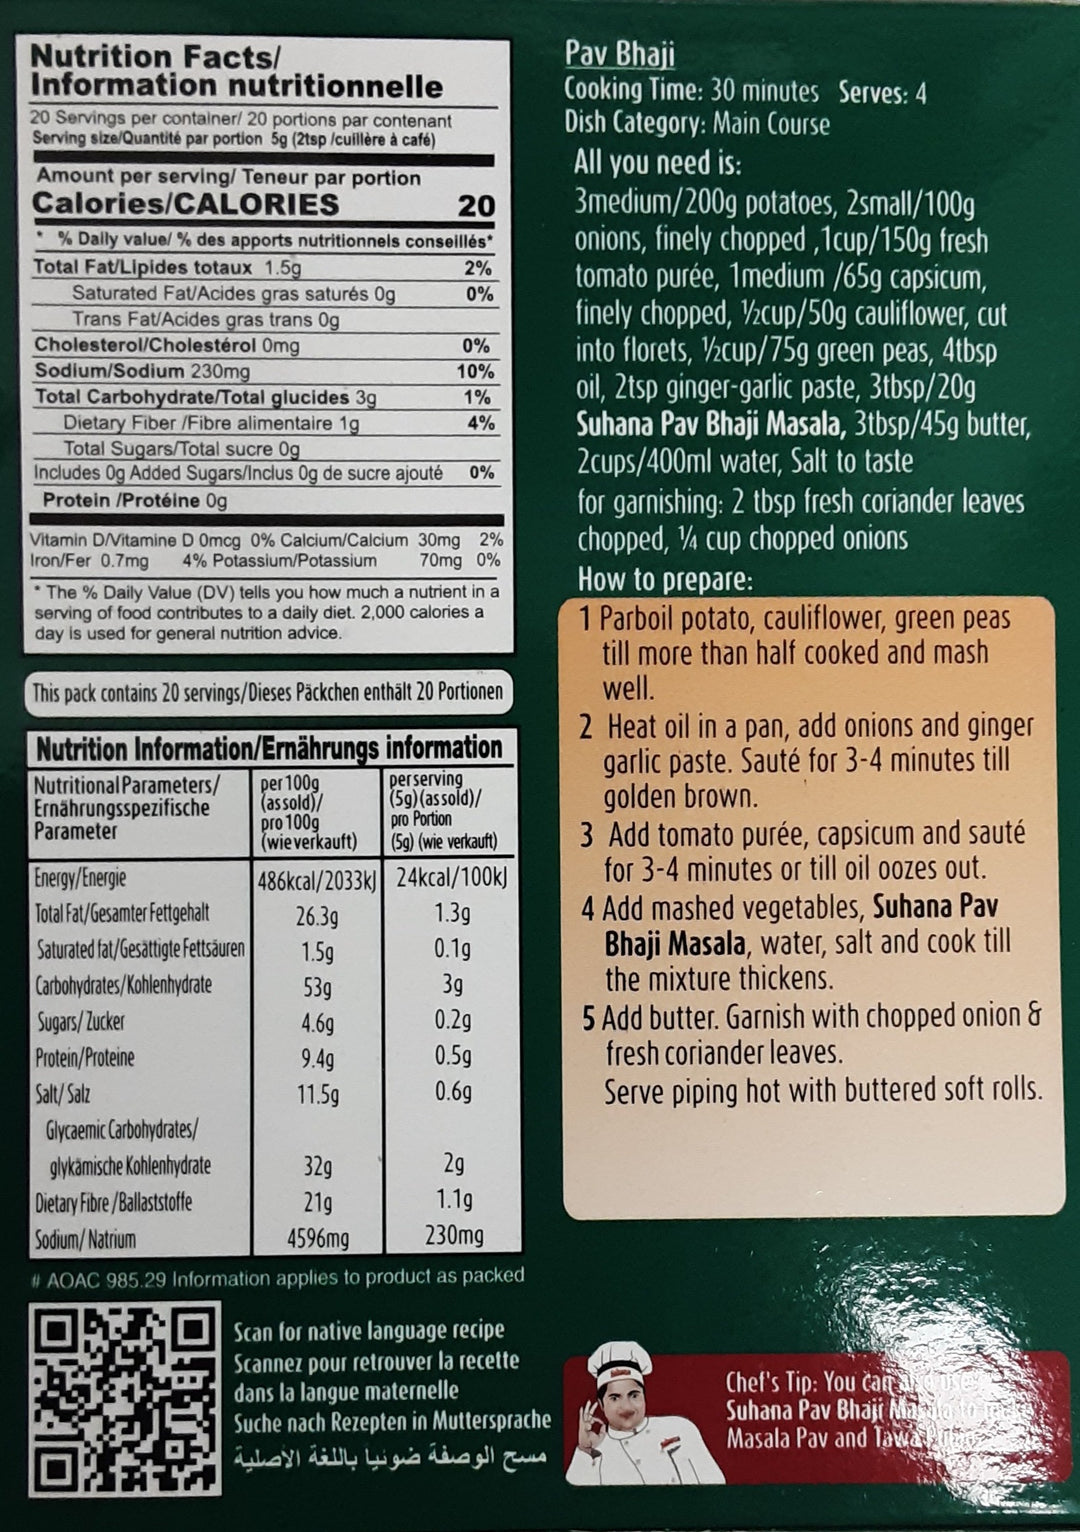 Nutrition Facts/
Information nutritionnelle
20 Servings per container/ 20 portions par contenant
Serving size/Quantité par portion 5g (2tsp /cuillère à café)
Amount per serving/ Teneur par portion
Calories/CALORIES 20
* % Daily value/ % des apports nutritionnels conseillés*
Total Fat/Lipides totaux 1.5g 2%
Saturated Fat/Acides gras saturés 0g 0%
Trans Fat/Acides gras trans 0g
Cholesterol/Cholestérol 0mg 0%
Sodium/Sodium 230mg 10%
Total Carbohydrate/Total glucides 3g 1%
Dietary Fiber /Fibre alimentaire 1g 4%
Total Sugars/Total sucre 0g
Includes 0g Added Sugars/Inclus 0g de sucre ajouté 0%
Protein /Protéine 0g
Vitamin D/Vitamine D 0mcg 0% Calcium/Calcium 30mg 2%
Iron/Fer 0.7mg 4% Potassium/Potassium 70mg 0%
* The % Daily Value (DV) tells you how much a nutrient in a
serving of food contributes to a daily diet. 2,000 calories a
day is used for general nutrition advice.
This pack contains 20 servings/Dieses Päckchen enthält 20 Portionen
Nutrition Information/Ernährungs information
Nutritional Parameters/
Ernährungsspezifische
Parameter
per 100g
(as sold)/
pro 100g
(wie verkauft)
per serving
(5g) (as sold)/
pro Portion
(5g) (wie verkauft)
Energy/Energie 486kcal/2033kJ 24kcal/100kJ
Total Fat/Gesamter Fettgehalt 26.3g 1.3g
Saturated fat/Gesättigte Fettsäuren 1.5g 0.1g
Carbohydrates/Kohlenhydrate 53g 3g
Sugars/ Zucker 4.6g 0.2g
Protein/Proteine 9.4g 0.5g
Salt/ Salz 11.5g 0.6g
Glycaemic Carbohydrates/
glykämische Kohlenhydrate 32g 2g
Dietary Fibre /Ballaststoffe 21g 1.1g
Sodium/ Natrium 4596mg 230mg
# AOAC 985.29 Information applies to product as packed
Scan for native language recipe
Scannez pour retrouver la recette
dans la langue maternelle
Suche nach Rezepten in Muttersprache
مسح الوصفة ضوئيا باللغة الأصلية
Pav Bhaji
Cooking Time: 30 minutes Serves: 4
Dish Category: Main Course
All you need is:
3medium/200g potatoes, 2small/100g
onions, finely chopped ,1cup/150g fresh
tomato purée, 1medium /65g capsicum,
finely chopped, ½cup/50g cauliflower, cut
into florets, ½cup/75g green peas, 4tbsp
oil, 2tsp ginger-garlic paste, 3tbsp/20g
Suhana Pav Bhaji Masala, 3tbsp/45g butter,
2cups/400ml water, Salt to taste
for garnishing: 2 tbsp fresh coriander leaves
chopped, ¼ cup chopped onions
How to prepare:
1 Parboil potato, cauliflower, green peas
till more than half cooked and mash
well.
2 Heat oil in a pan, add onions and ginger
garlic paste. Sauté for 3-4 minutes till
golden brown.
3 Add tomato purée, capsicum and sauté
for 3-4 minutes or till oil oozes out.
4 Add mashed vegetables, Suhana Pav
Bhaji Masala, water, salt and cook till
the mixture thickens.
5 Add butter. Garnish with chopped onion &
fresh coriander leaves.
Serve piping hot with buttered soft rolls.
Chef's Tip: You can
Suhana Pav Bhaji Masala to
Masala Pav and Tawa